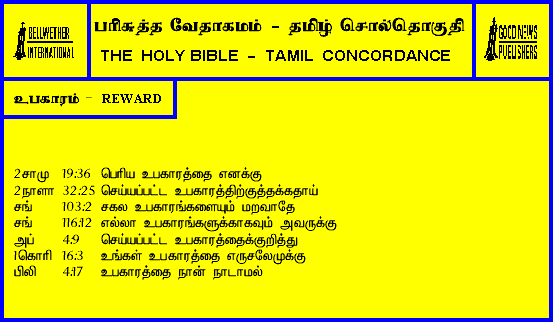 BELLWETHER
INTERNATIONAL
பரிசுத்த வேதாகமம் - தமிழ் சொல்தொகுதி
THE HOLY BIBLE - TAMIL CONCORDANCE
GOOD NEWS
PUBLISHERS
உபகாரம் - REWARD
2சாமு 19:36 பெரிய உபகாரத்தை எனக்கு
2நாளா 32:25 செய்யப்பட்ட உபகாரத்திற்குத்தக்கதாய்
சங் 103:2 சகல உபகாரங்களையும் மறவாதே
சங் 116:12 எல்லா உபகாரங்களுக்காகவும் அவருக்கு
அப் 4:9 செய்யப்பட்ட உபகாரத்தைக்குறித்து
1கொரி 16:3 உங்கள் உபகாரத்தை எருசலேமுக்கு
பிலி 4:17 உபகாரத்தை நான் நாடாமல்